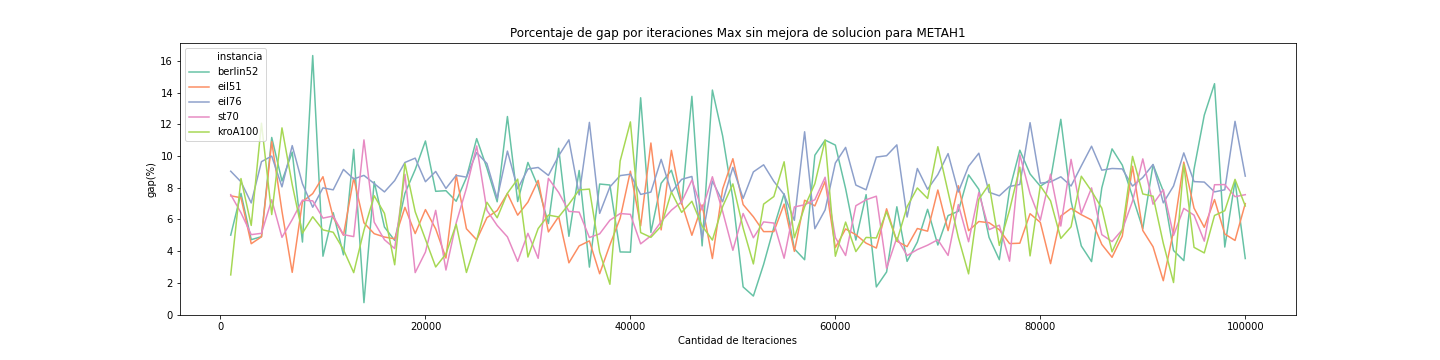 Porcentaje de gap por iteraciones Max sin mejora de solucion para METAH1
instancia
berlin52
eil51
eil76
st70
kroA100
gap(%)
16
14
12
10
8
6
4
2
0
0 20000 40000 60000 80000 100000
Cantidad de Iteraciones